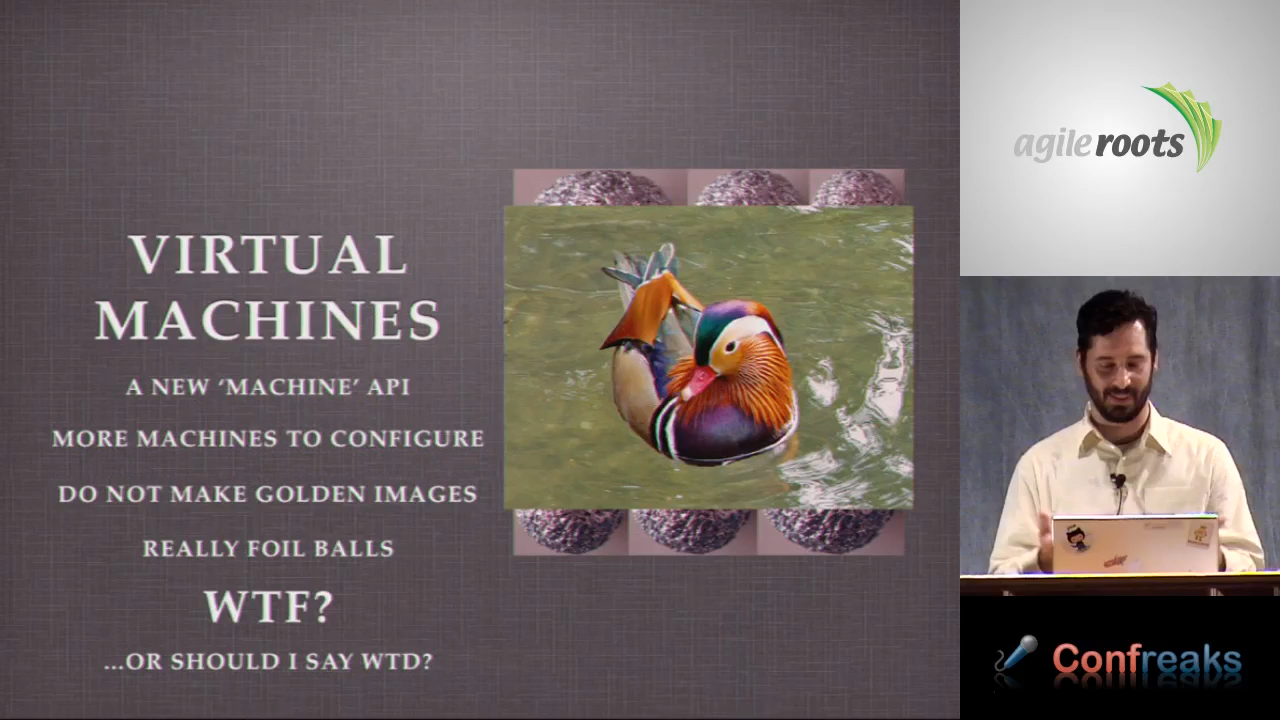 VIRTUAL
MACHINES
A NEW ‘MACHINE’ API
MORE MACHINES TO CONFIGURE
DO NOT MAKE GOLDEN IMAGES
REALLY FOIL BALLS
WTF?
...OR SHOULD I SAY WTD?
agileroots
Confreaks